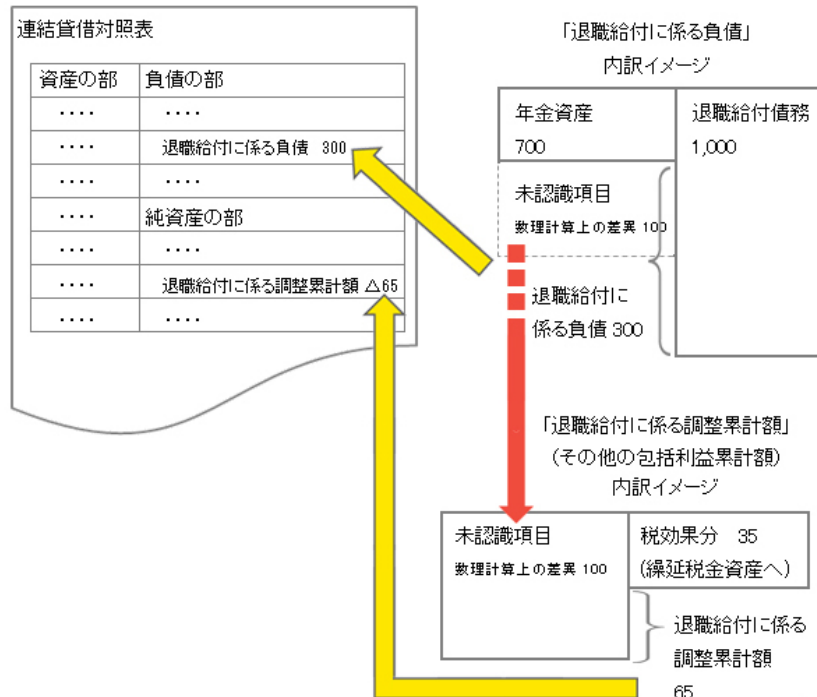 連結貸借対照表
資産の部 負債の部
‥‥ ‥‥
‥‥ 退職給付に係る負債 300
‥‥ ‥‥
‥‥ 純資産の部
‥‥ ‥‥
‥‥ 退職給付に係る調整累計額 △65
‥‥ ‥‥
「退職給付に係る負債」
内訳イメージ
年金資産
700
退職給付債務
1,000
未認識項目
数理計算上の差異 100
退職給付に
係る負債 300
「退職給付に係る調整累計額」
(その他の包括利益累計額)
内訳イメージ
未認識項目
数理計算上の差異 100
税効果分 35
(繰延税金資産へ)
退職給付に係る
調整累計額
65